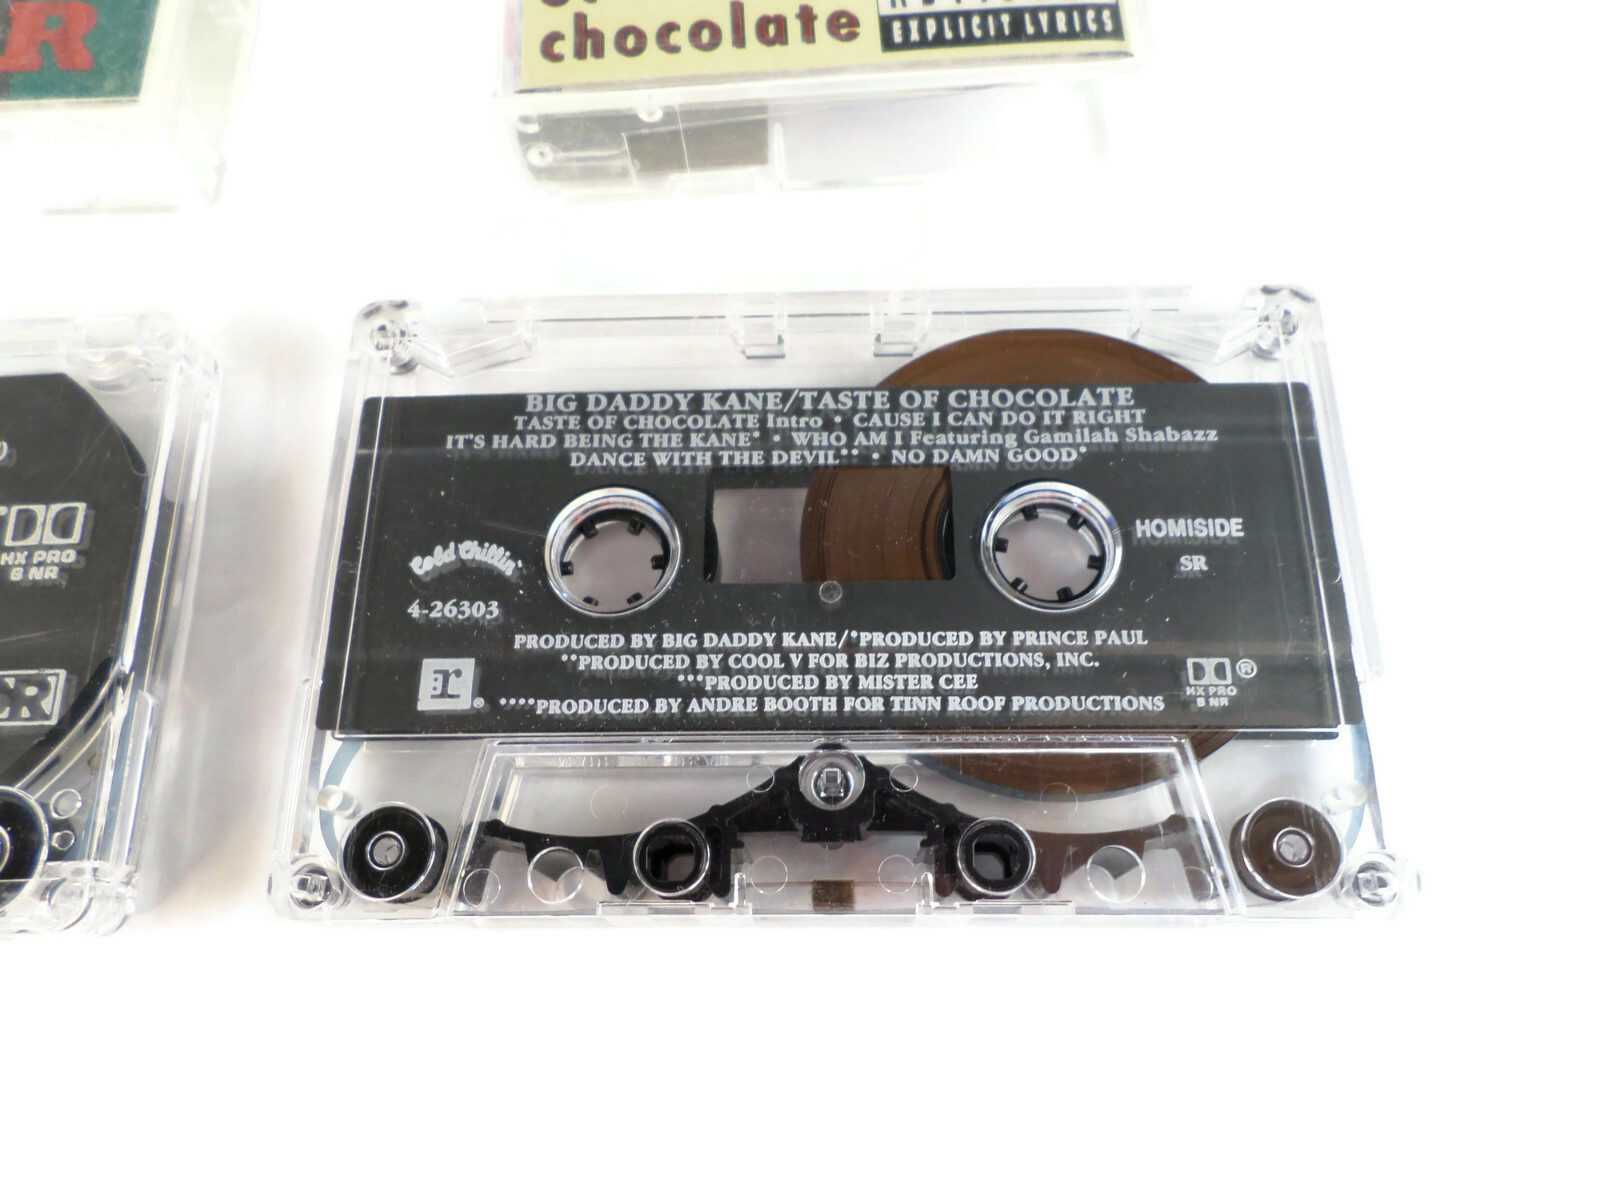 R
chocolate
EXPLICIT LYRICS
BIG DADDY KANE/TASTE OF CHOCOLATE
TASTE OF CHOCOLATE Intro • CAUSE I CAN DO IT RIGHT
IT'S HARD BEING THE KANE* • WHO AM I Featuring Gamilah Shabazz
DANCE WITH THE DEVIL** • NO DAMN GOOD*
Cold Chillin'
4-26303
HOMISIDE
SR
PRODUCED BY BIG DADDY KANE/*PRODUCED BY PRINCE PAUL
**PRODUCED BY COOL V FOR BIZ PRODUCTIONS, INC.
***PRODUCED BY MISTER CEE
****PRODUCED BY ANDRE BOOTH FOR TINN ROOF PRODUCTIONS
r®
®
HX PRO
B NR
HX PRO
B NR
SR